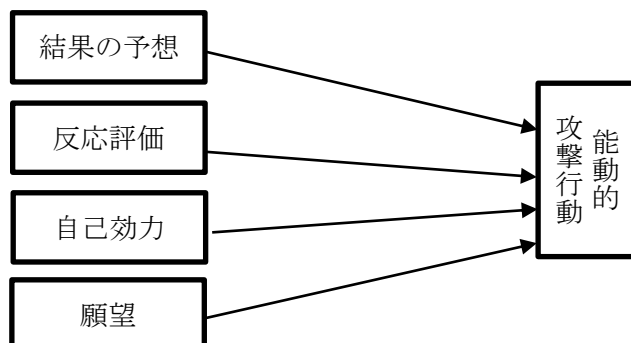 結果の予想
反応評価
自己効力
願望
能動的
攻撃行動